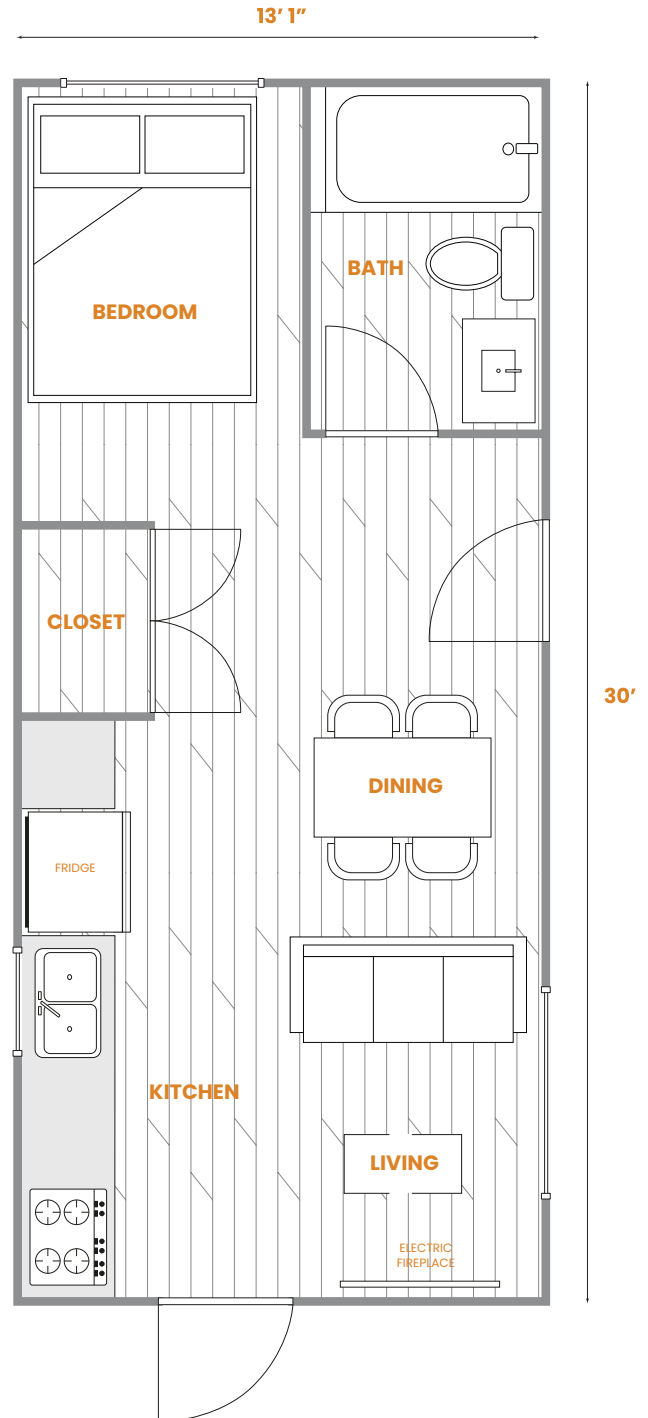 13’ 1”
BATH
BEDROOM
CLOSET
30’
DINING
FRIDGE
KITCHEN
LIVING
ELECTRIC
FIREPLACE